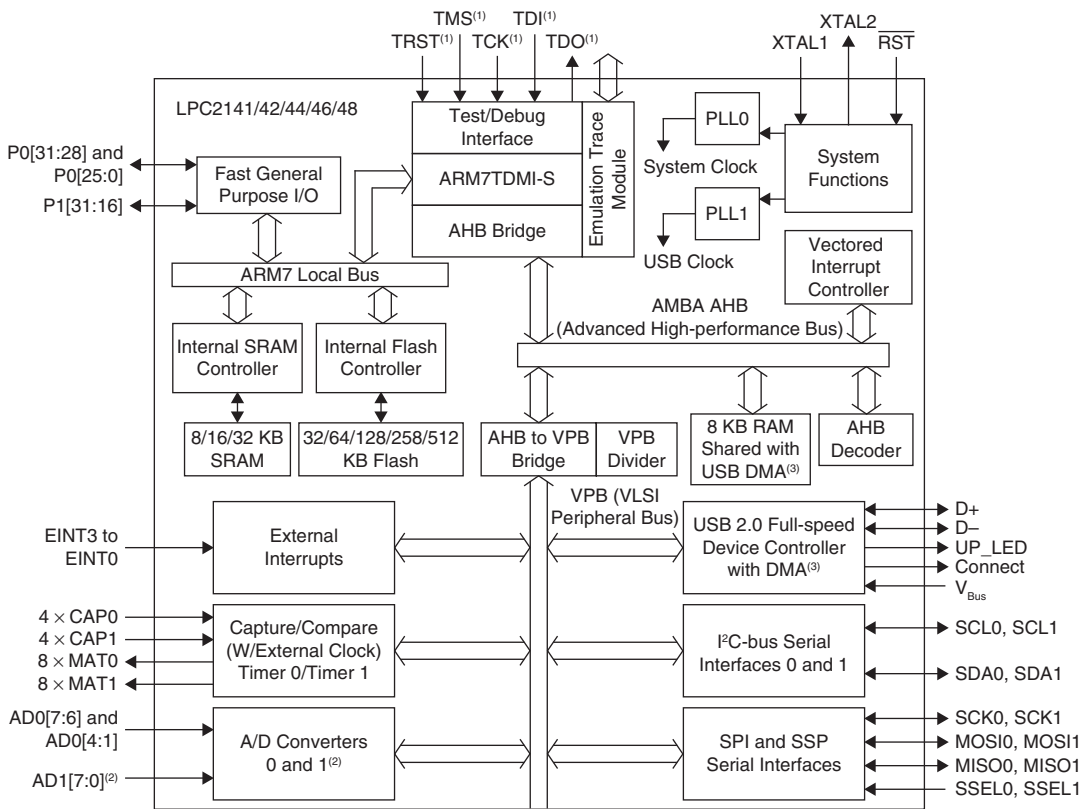 TMS(1)
TDI(1)
TRST(1)
TCK(1)
TDO(1)
XTAL2
XTAL1
RST
LPC2141/42/44/46/48
Test/Debug
Interface
ARM7TDMI-S
AHB Bridge
Emulation Trace
Module
PLL0
System Clock
PLL1
USB Clock
System
Functions
P0[31:28] and
P0[25:0]
P1[31:16]
Fast General
Purpose I/O
ARM7 Local Bus
Vectored
Interrupt
Controller
AMBA AHB
(Advanced High-performance Bus)
Internal SRAM
Controller
Internal Flash
Controller
8/16/32 KB
SRAM
32/64/128/258/512
KB Flash
AHB to VPB
Bridge
VPB
Divider
8 KB RAM
Shared with
USB DMA(3)
AHB
Decoder
VPB (VLSI
Peripheral Bus)
EINT3 to
EINT0
External
Interrupts
USB 2.0 Full-speed
Device Controller
with DMA(3)
D+
D–
UP_LED
Connect
VBus
4 × CAP0
4 × CAP1
8 × MAT0
8 × MAT1
Capture/Compare
(W/External Clock)
Timer 0/Timer 1
I2C-bus Serial
Interfaces 0 and 1
SCL0, SCL1
SDA0, SDA1
AD0[7:6] and
AD0[4:1]
AD1[7:0](2)
A/D Converters
0 and 1(2)
SPI and SSP
Serial Interfaces
SCK0, SCK1
MOSI0, MOSI1
MISO0, MISO1
SSEL0, SSEL1